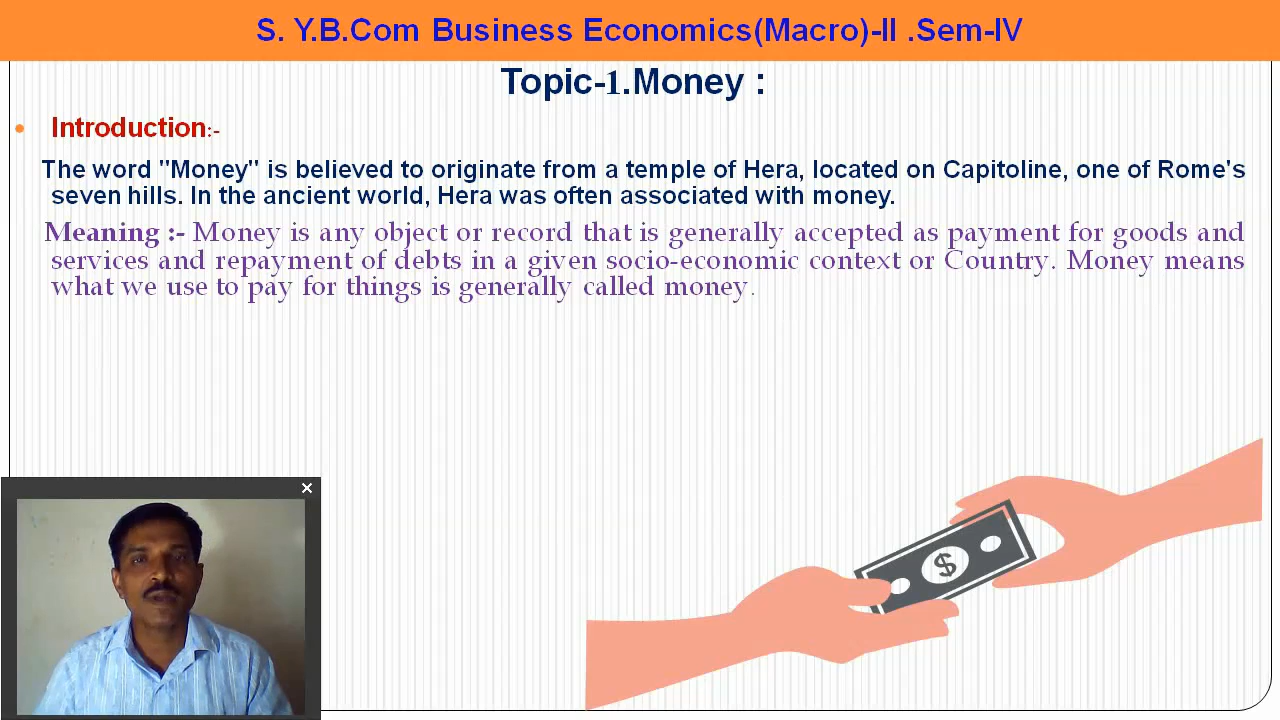 S. Y.B.Com Business Economics(Macro)-II .Sem-IV
Topic-1.Money :
• Introduction:-
The word "Money" is believed to originate from a temple of Hera, located on Capitoline, one of Rome's
seven hills. In the ancient world, Hera was often associated with money.
Meaning :- Money is any object or record that is generally accepted as payment for goods and
services and repayment of debts in a given socio-economic context or Country. Money means
what we use to pay for things is generally called money.
$